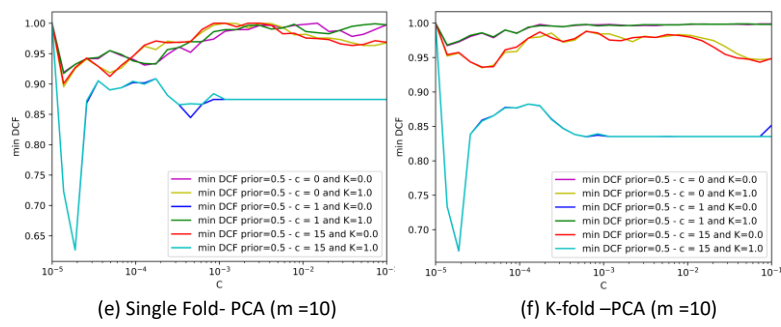 1.00
0.95
0.90
0.85
0.80
0.75
0.70
0.65
min DCF
min DCF prior=0.5 - c = 0 and K=0.0
min DCF prior=0.5 - c = 0 and K=1.0
min DCF prior=0.5 - c = 1 and K=0.0
min DCF prior=0.5 - c = 1 and K=1.0
min DCF prior=0.5 - c = 15 and K=0.0
min DCF prior=0.5 - c = 15 and K=1.0
10⁻⁵ 10⁻⁴ 10⁻³ 10⁻² 10⁻¹
C
(e) Single Fold- PCA (m =10)
1.00
0.95
0.90
0.85
0.80
0.75
0.70
min DCF
min DCF prior=0.5 - c = 0 and K=0.0
min DCF prior=0.5 - c = 0 and K=1.0
min DCF prior=0.5 - c = 1 and K=0.0
min DCF prior=0.5 - c = 1 and K=1.0
min DCF prior=0.5 - c = 15 and K=0.0
min DCF prior=0.5 - c = 15 and K=1.0
10⁻⁵ 10⁻⁴ 10⁻³ 10⁻² 10⁻¹
C
(f) K-fold –PCA (m =10)